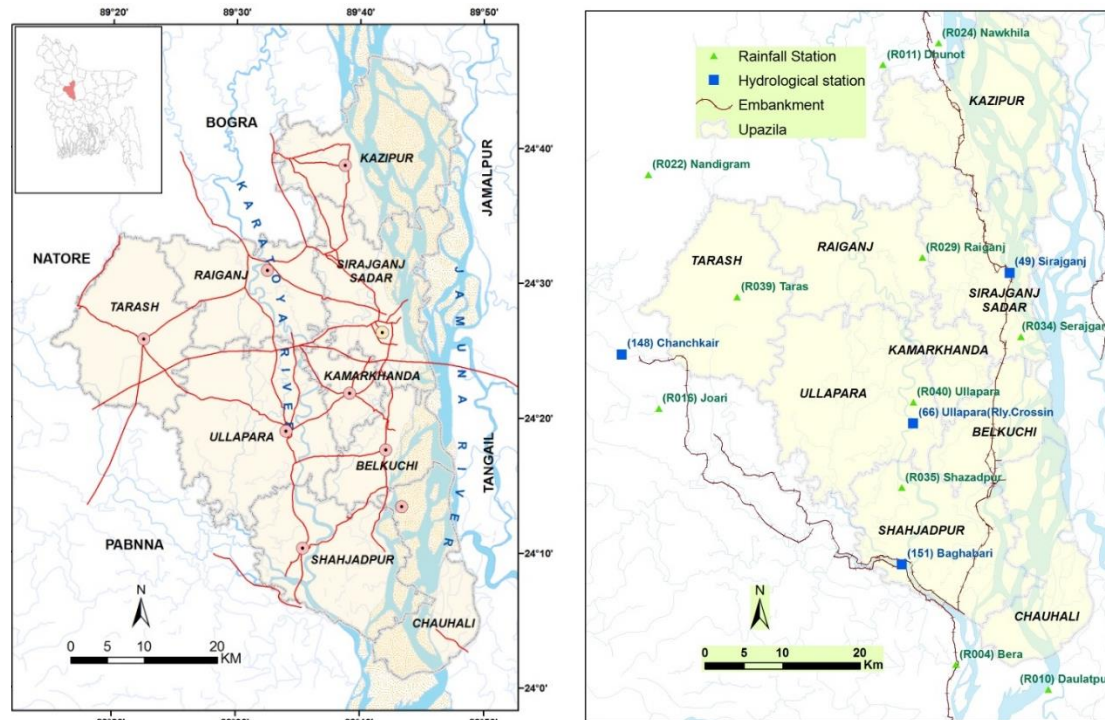 89°20'
89°30'
89°40'
89°50'
BOGRA
KAZIPUR
24°40'
JAMALPUR
KARATOYA RIVER
NATORE
RAIGANJ
SIRAJGANJ
SADAR
24°30'
TARASH
JAMUNA RIVER
KAMARKHANDA
ULLAPARA
24°20'
BELKUCHI
TANGAIL
PABNNA
SHAHJADPUR
24°10'
N
CHAUHALI
0 5 10 20
KM
24°0'
(R024) Nawkhila
Rainfall Station
(R011) Dhunot
Hydrological station
Embankment
KAZIPUR
Upazila
(R022) Nandigram
RAIGANJ
TARASH
(R029) Raiganj
(49) Sirajganj
(R039) Taras
SIRAJGANJ
SADAR
(R034) Serajgan
(148) Chanchkair
KAMARKHANDA
ULLAPARA
(R040) Ullapara
(R016) Joari
(66) Ullapara(Rly.Crossin
BELKUCHI
(R035) Shazadpur
SHAHJADPUR
(151) Baghabari
N
CHAUHALI
0 5 10 20
Km
(R004) Bera
(R010) Daulatpu